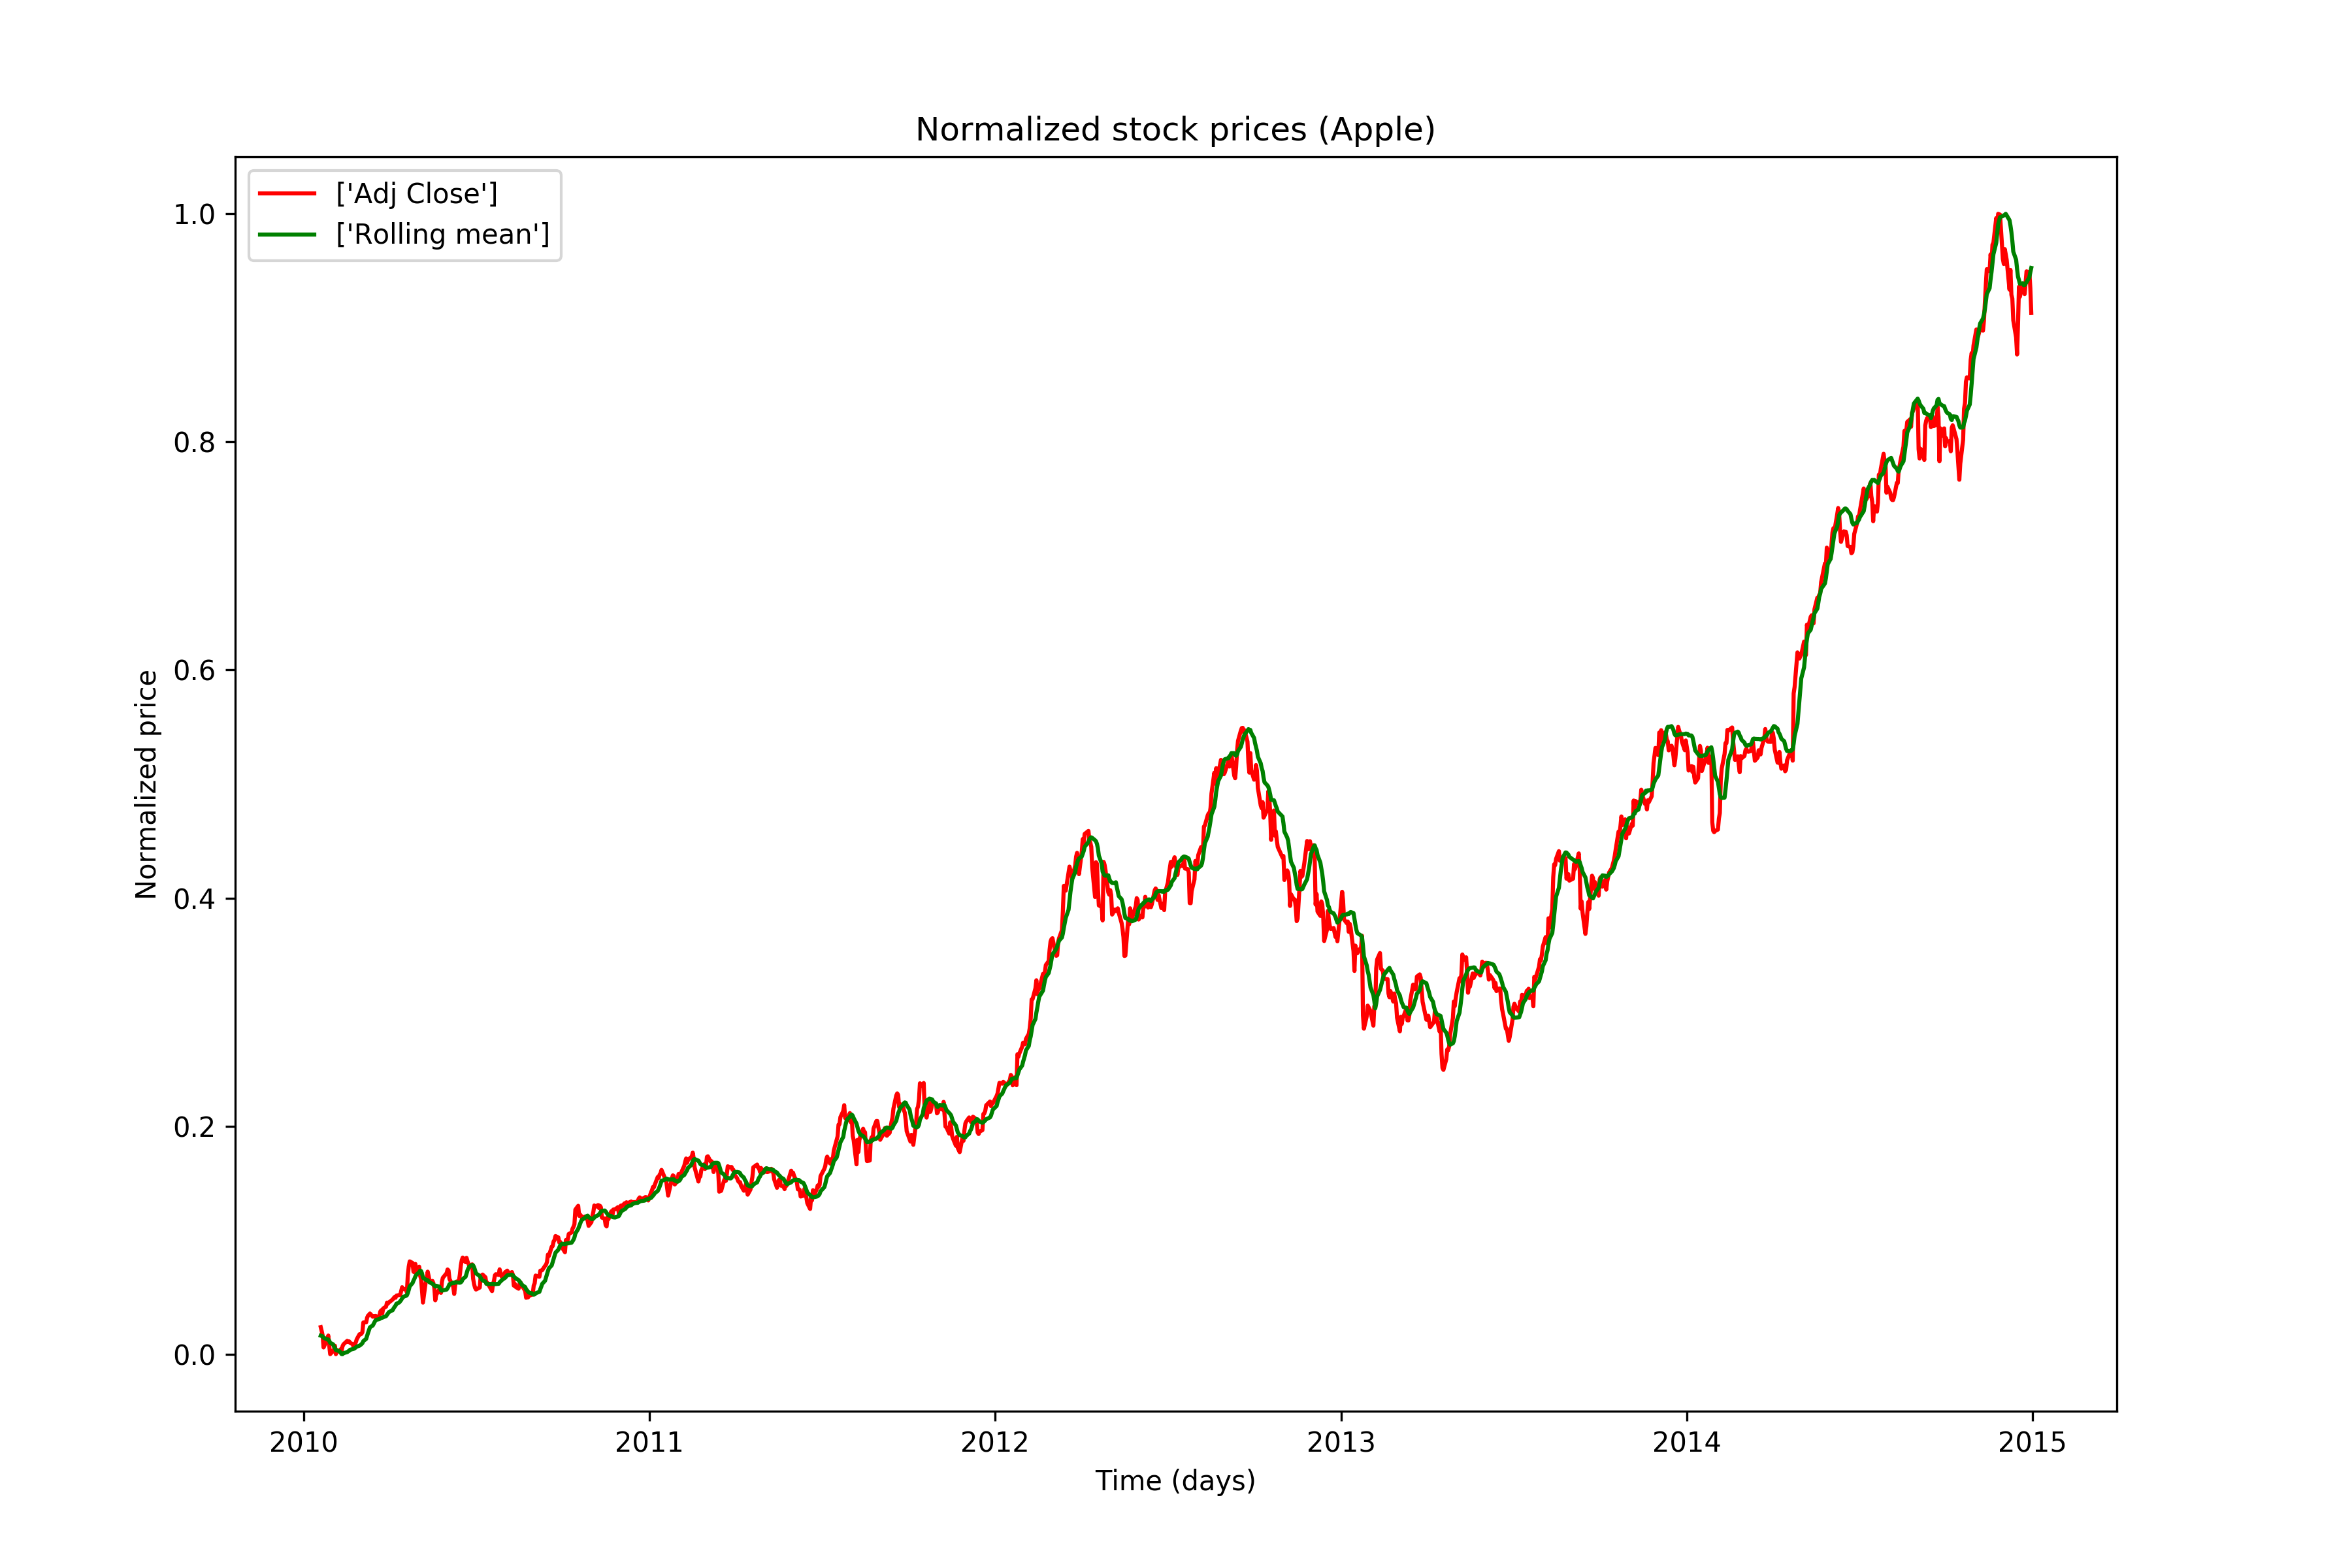 Normalized stock prices (Apple)
['Adj Close']
['Rolling mean']
1.0
0.8
0.6
0.4
0.2
0.0
Normalized price
2010 2011 2012 2013 2014 2015
Time (days)